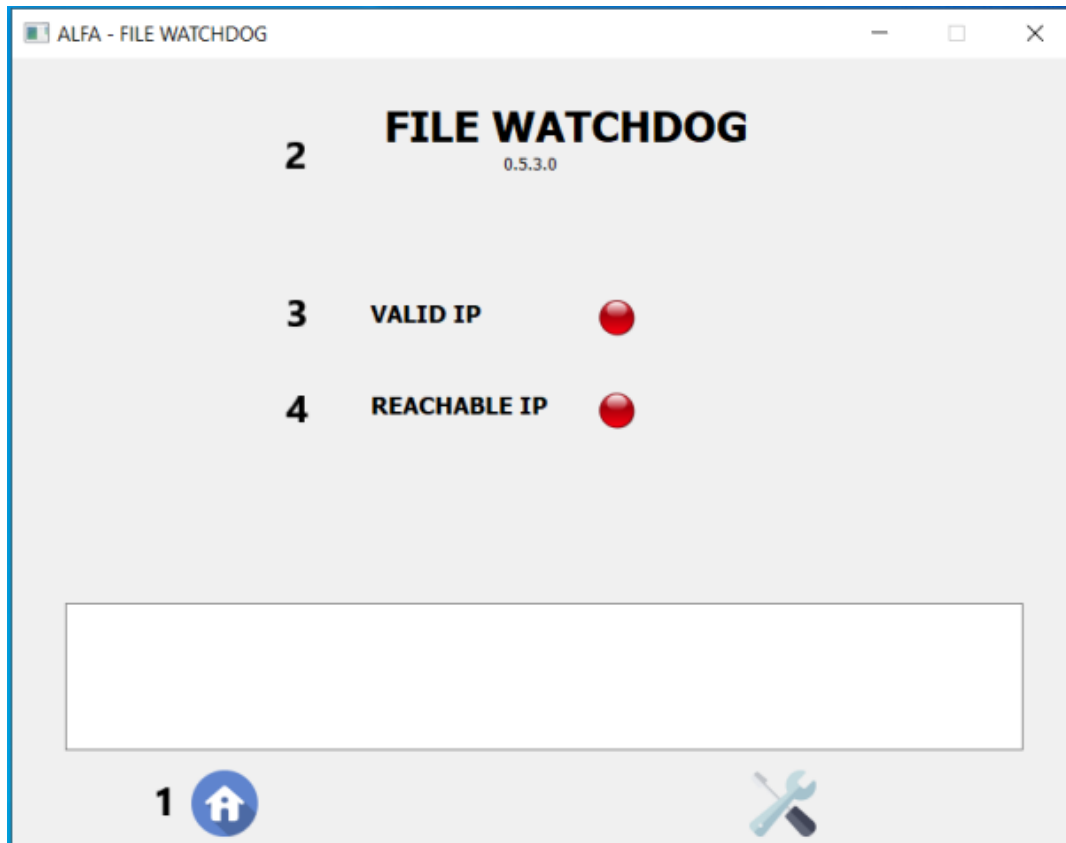 ALFA - FILE WATCHDOG
FILE WATCHDOG
2
0.5.3.0
3 VALID IP
4 REACHABLE IP
1